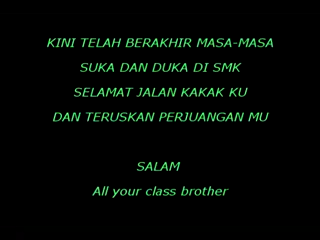 KINI TELAH BERAKHIR MASA-MASA
SUKA DAN DUKA DI SMK
SELAMAT JALAN KAKAK KU
DAN TERUSKAN PERJUANGAN MU
SALAM
All your class brother